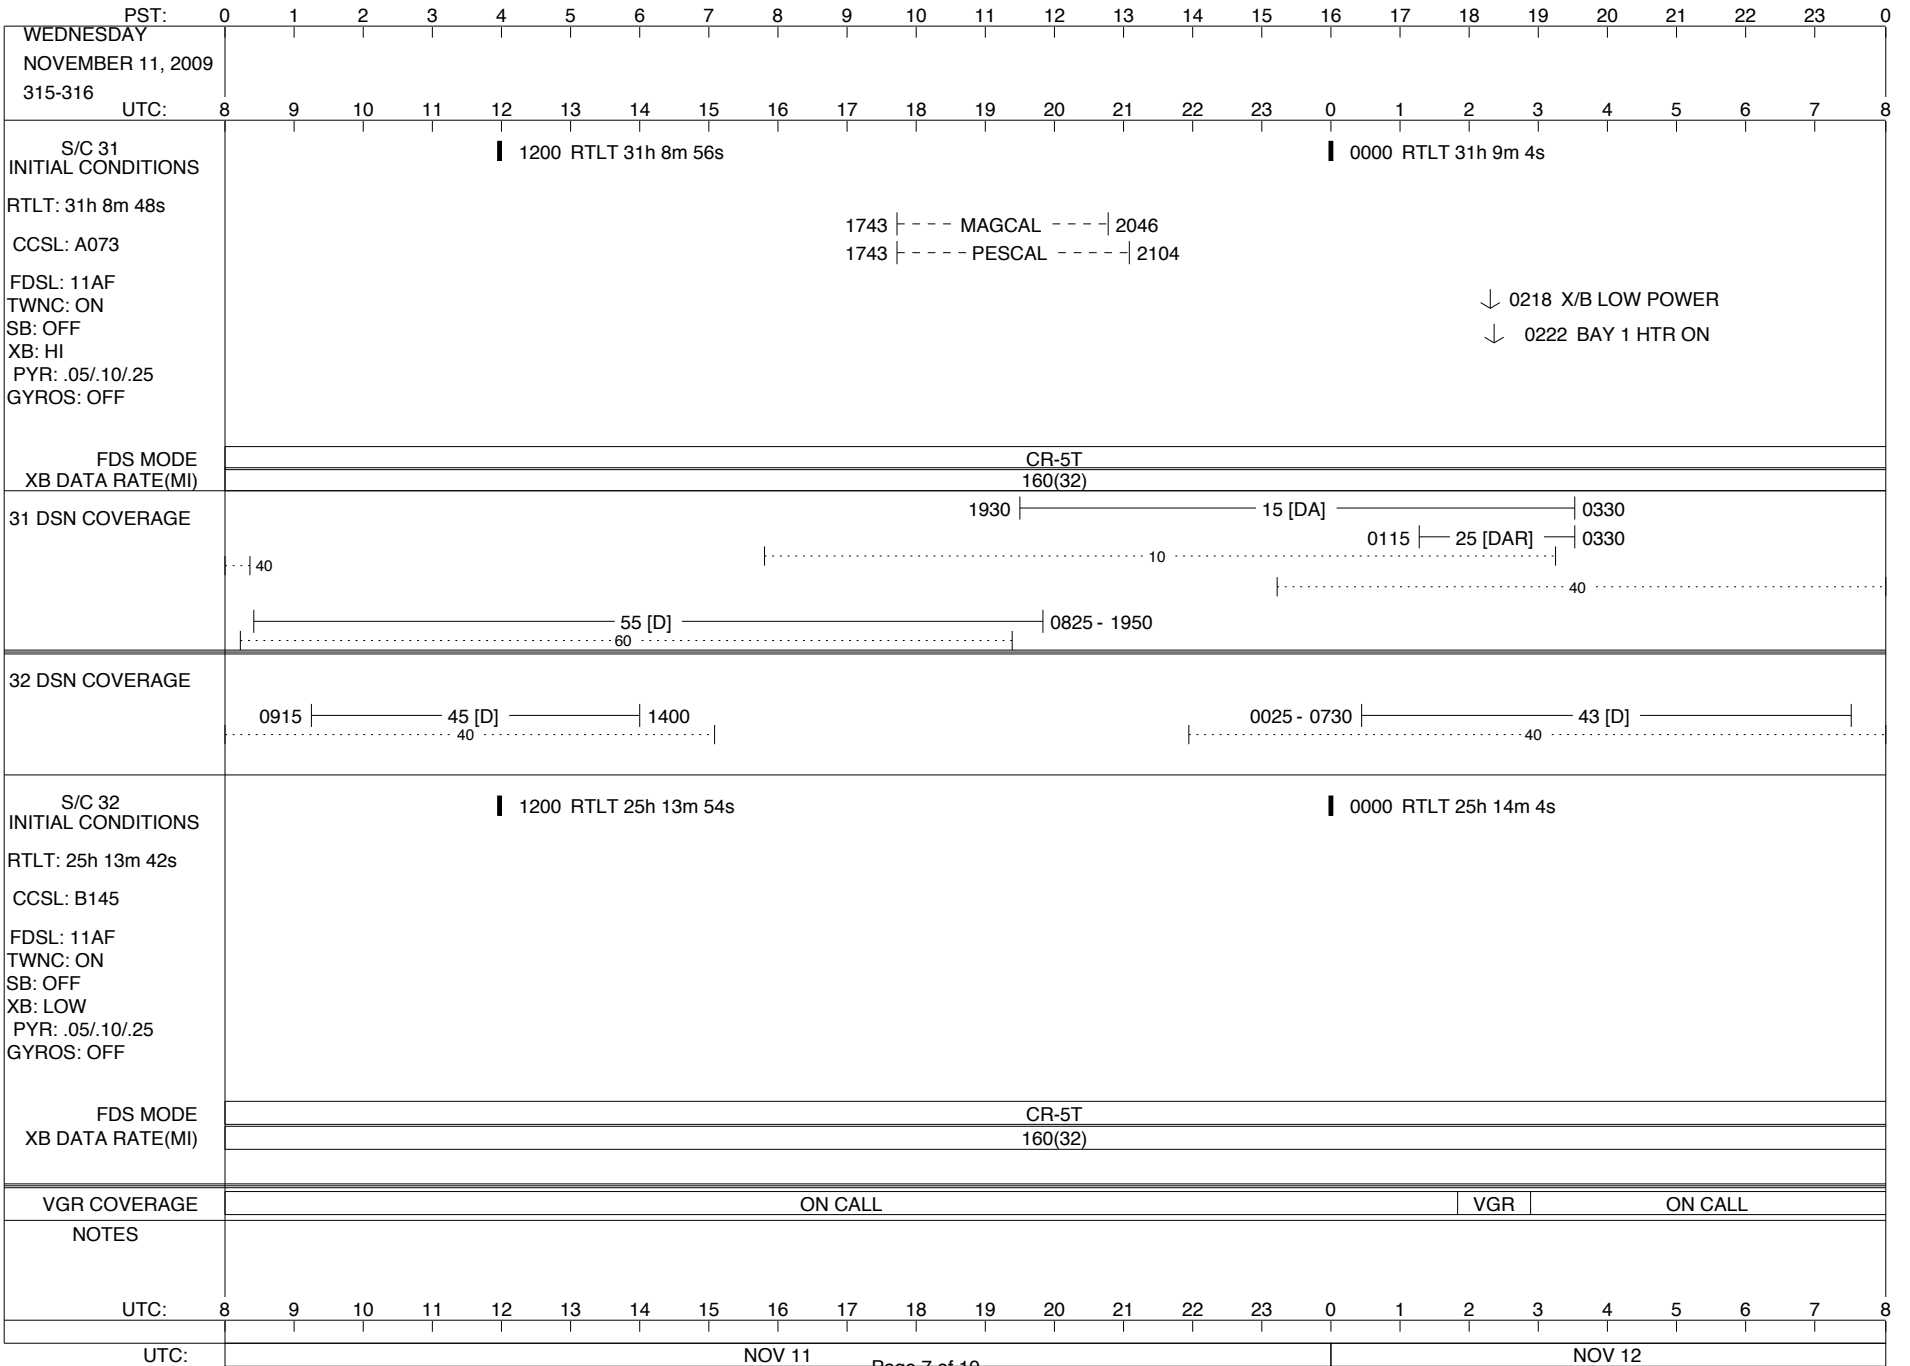 PST: 0 1 2 3 4 5 6 7 8 9 10 11 12 13 14 15 16 17 18 19 20 21 22 23 0
WEDNESDAY
NOVEMBER 11, 2009
315-316
UTC: 8 9 10 11 12 13 14 15 16 17 18 19 20 21 22 23 0 1 2 3 4 5 6 7 8
S/C 31
INITIAL CONDITIONS
1200 RTLT 31h 8m 56s
0000 RTLT 31h 9m 4s
RTLT: 31h 8m 48s
1743 MAGCAL 2046
CCSL: A073
1743 PESCAL 2104
FDSL: 11AF
TWNC: ON
0218 X/B LOW POWER
SB: OFF
0222 BAY 1 HTR ON
XB: HI
PYR: .05/.10/.25
GYROS: OFF
FDS MODE CR-5T
XB DATA RATE(MI) 160(32)
31 DSN COVERAGE
1930 15 [DA] 0330
0115 25 [DAR] 0330
10
40
40
55 [D] 0825 - 1950
60
32 DSN COVERAGE
0915 45 [D] 1400
0025 - 0730 43 [D]
40
40
S/C 32
INITIAL CONDITIONS
1200 RTLT 25h 13m 54s
0000 RTLT 25h 14m 4s
RTLT: 25h 13m 42s
CCSL: B145
FDSL: 11AF
TWNC: ON
SB: OFF
XB: LOW
PYR: .05/.10/.25
GYROS: OFF
FDS MODE CR-5T
XB DATA RATE(MI) 160(32)
VGR COVERAGE ON CALL VGR ON CALL
NOTES
UTC: 8 9 10 11 12 13 14 15 16 17 18 19 20 21 22 23 0 1 2 3 4 5 6 7 8
UTC: NOV 11 NOV 12
Page 7 of 10